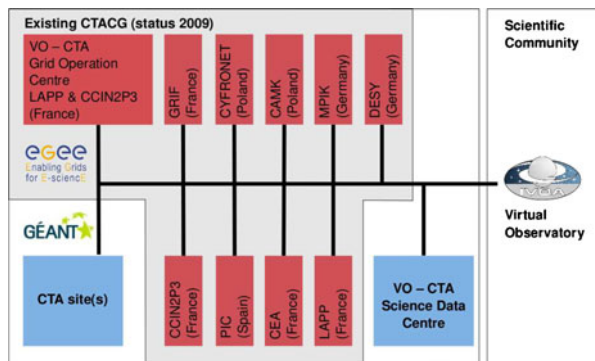 Existing CTACG (status 2009)
VO – CTA
Grid Operation
Centre
LAPP & CCIN2P3
(France)
GRIF
(France)
CYFRONET
(Poland)
CAMK
(Poland)
MPIK
(Germany)
DESY
(Germany)
Scientific
Community
eGee
Enabling Grids
for E-sciencE
IVOA
Virtual
Observatory
GÉANT
CTA site(s)
CCIN2P3
(France)
PIC
(Spain)
CEA
(France)
LAPP
(France)
VO – CTA
Science Data
Centre